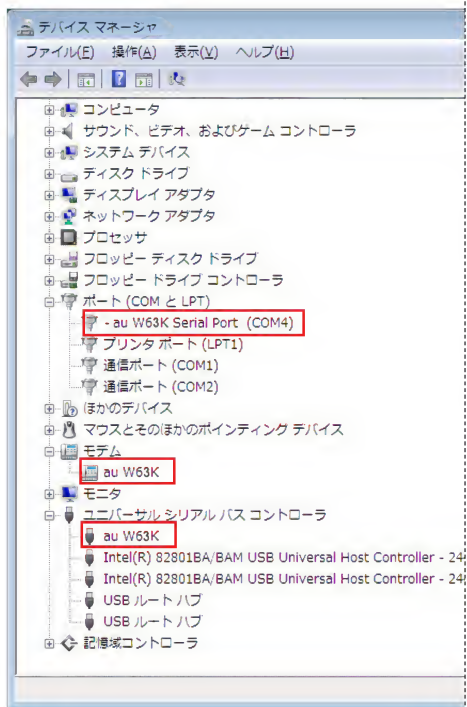 デバイス マネージャ
ファイル(F) 操作(A) 表示(V) ヘルプ(H)
コンピュータ
サウンド、ビデオ、およびゲーム コントローラ
システム デバイス
ディスク ドライブ
ディスプレイ アダプタ
ネットワーク アダプタ
プロセッサ
フロッピー ディスク ドライブ
フロッピー ドライブ コントローラ
ポート (COM と LPT)
- au W63K Serial Port (COM4)
プリンタ ポート (LPT1)
通信ポート (COM1)
通信ポート (COM2)
ほかのデバイス
マウスとそのほかのポインティング デバイス
モデム
au W63K
モニタ
ユニバーサル シリアル バス コントローラ
au W63K
Intel(R) 82801BA/BAM USB Universal Host Controller - 24
Intel(R) 82801BA/BAM USB Universal Host Controller - 24
USB ルート ハブ
USB ルート ハブ
記憶域コントローラ